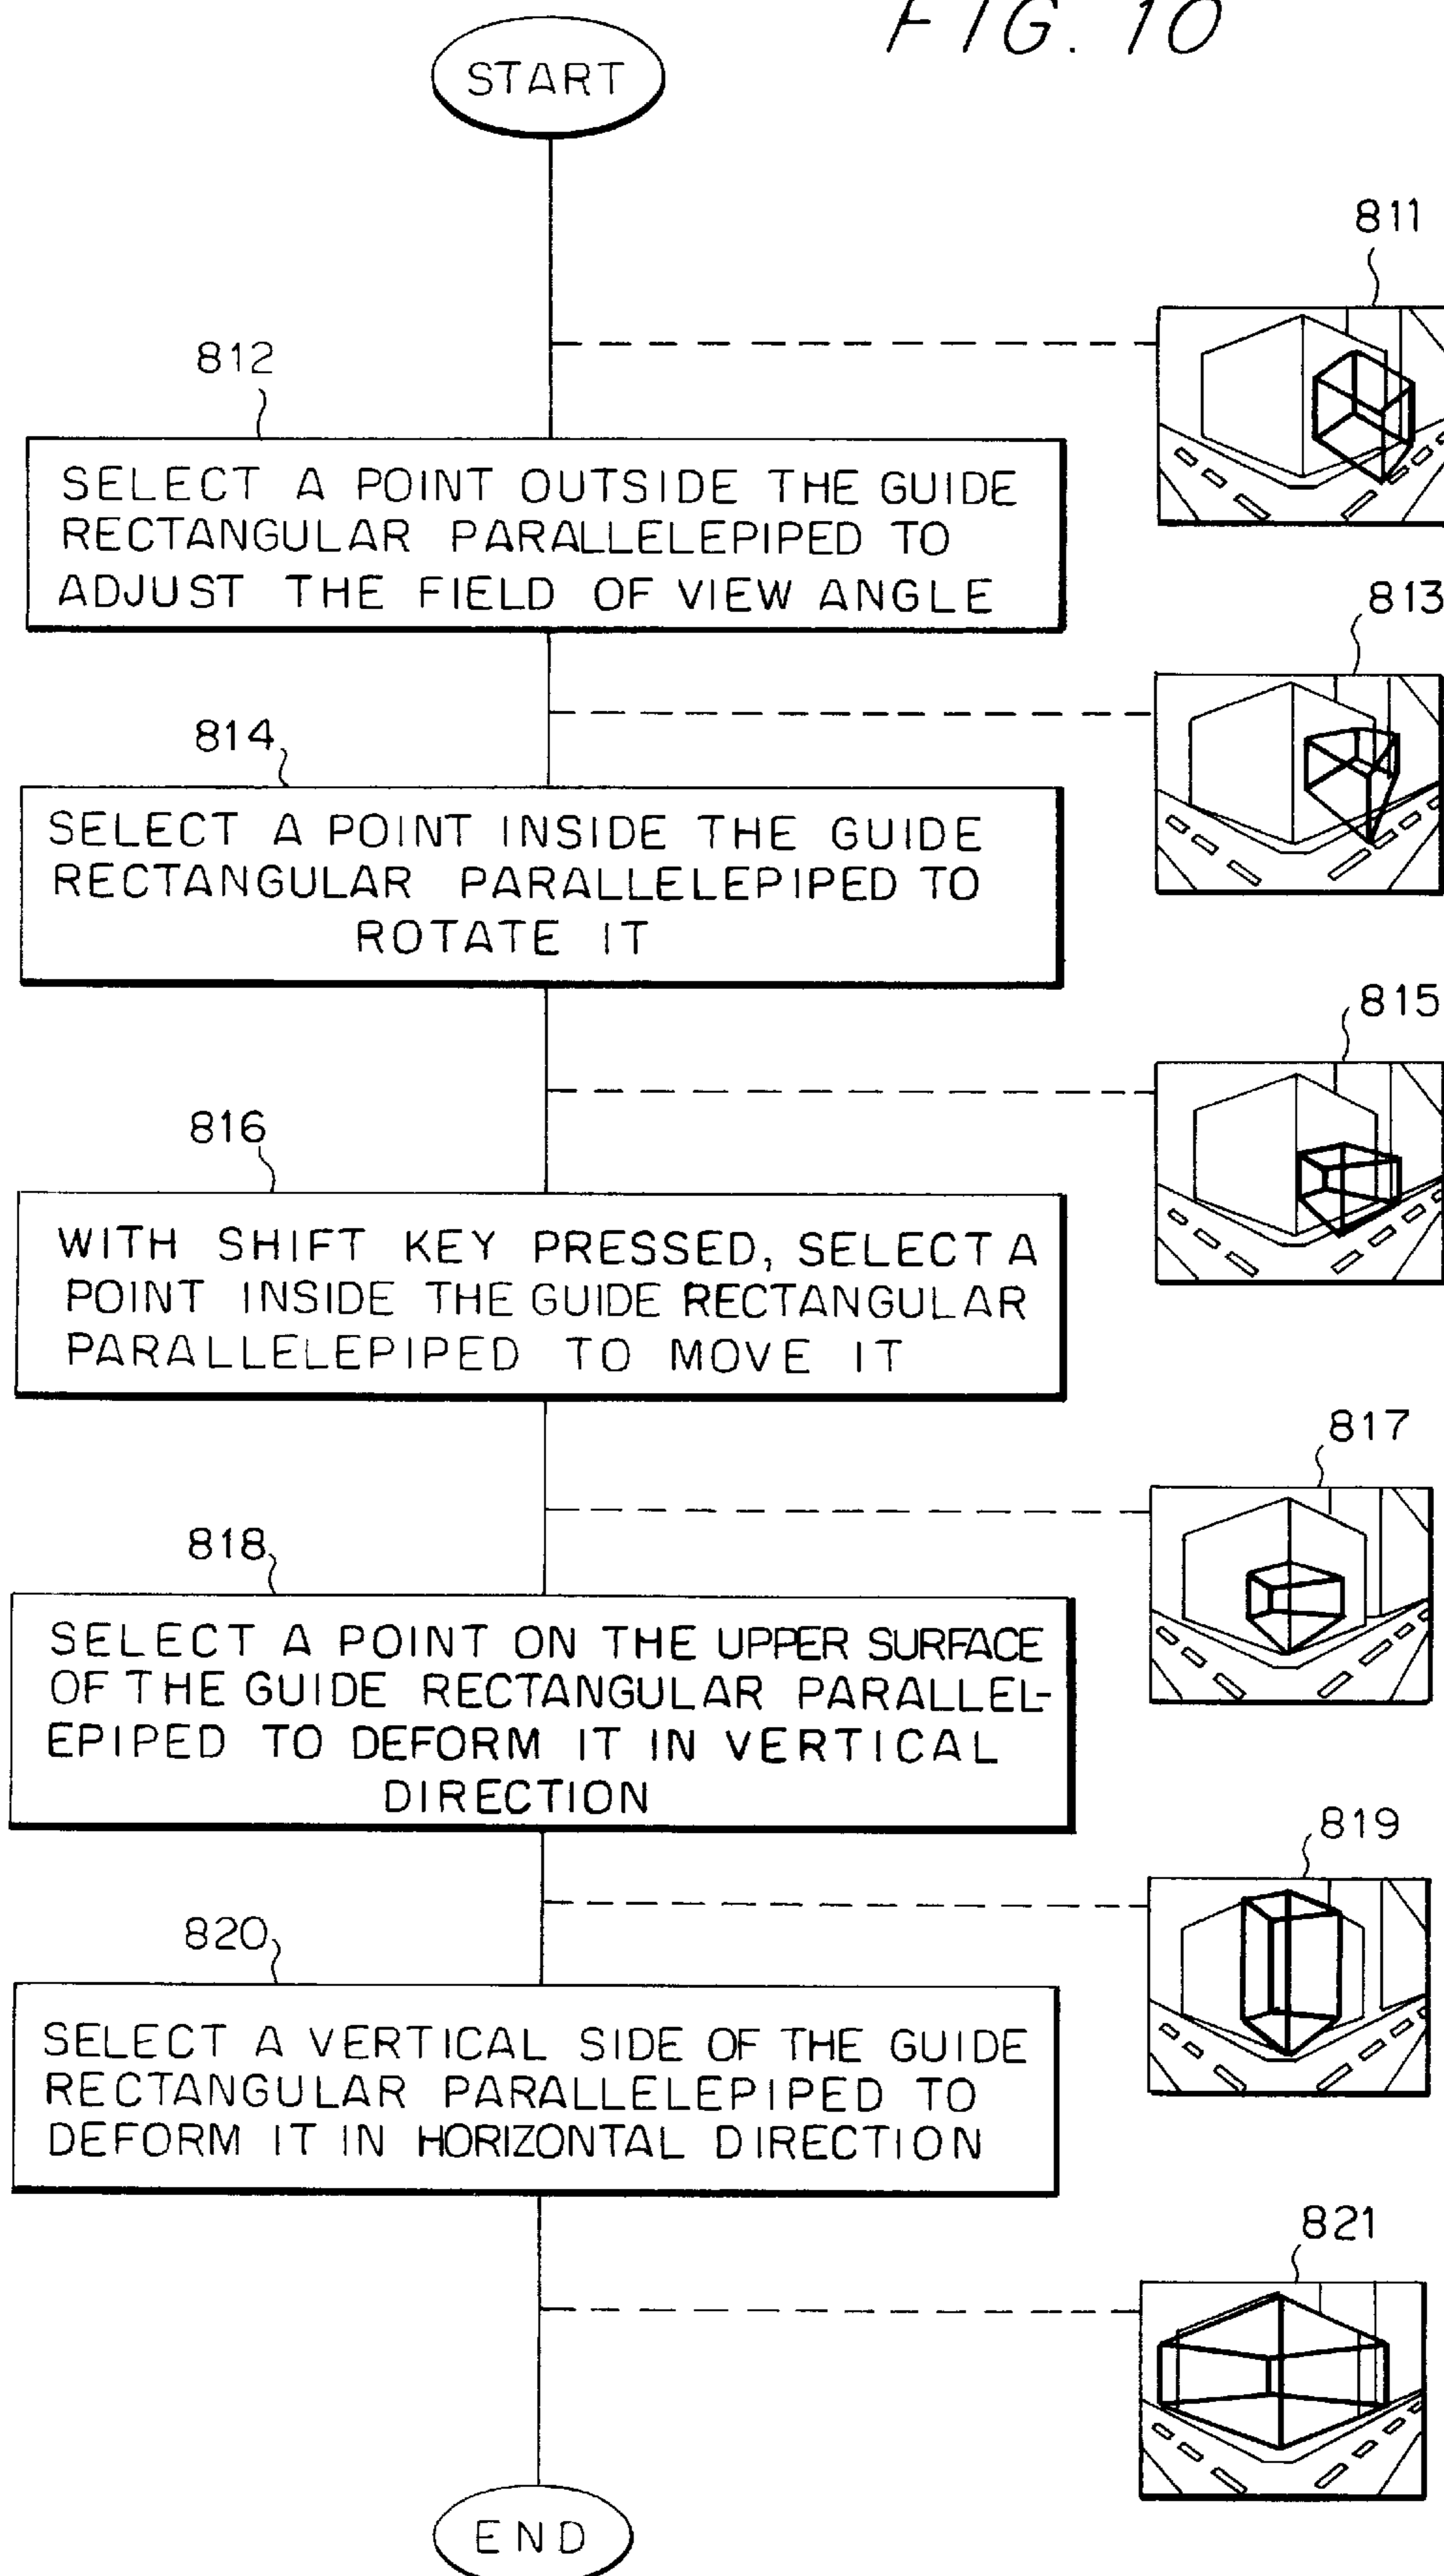 FIG. 10
START
811
812
SELECT A POINT OUTSIDE THE GUIDE
RECTANGULAR PARALLELEPIPED TO
ADJUST THE FIELD OF VIEW ANGLE
813
814
SELECT A POINT INSIDE THE GUIDE
RECTANGULAR PARALLELEPIPED TO
ROTATE IT
815
816
WITH SHIFT KEY PRESSED, SELECT A
POINT INSIDE THE GUIDE RECTANGULAR
PARALLELEPIPED TO MOVE IT
817
818
SELECT A POINT ON THE UPPER SURFACE
OF THE GUIDE RECTANGULAR PARALLEL-
EPIPED TO DEFORM IT IN VERTICAL
DIRECTION
819
820
SELECT A VERTICAL SIDE OF THE GUIDE
RECTANGULAR PARALLELEPIPED TO
DEFORM IT IN HORIZONTAL DIRECTION
821
END